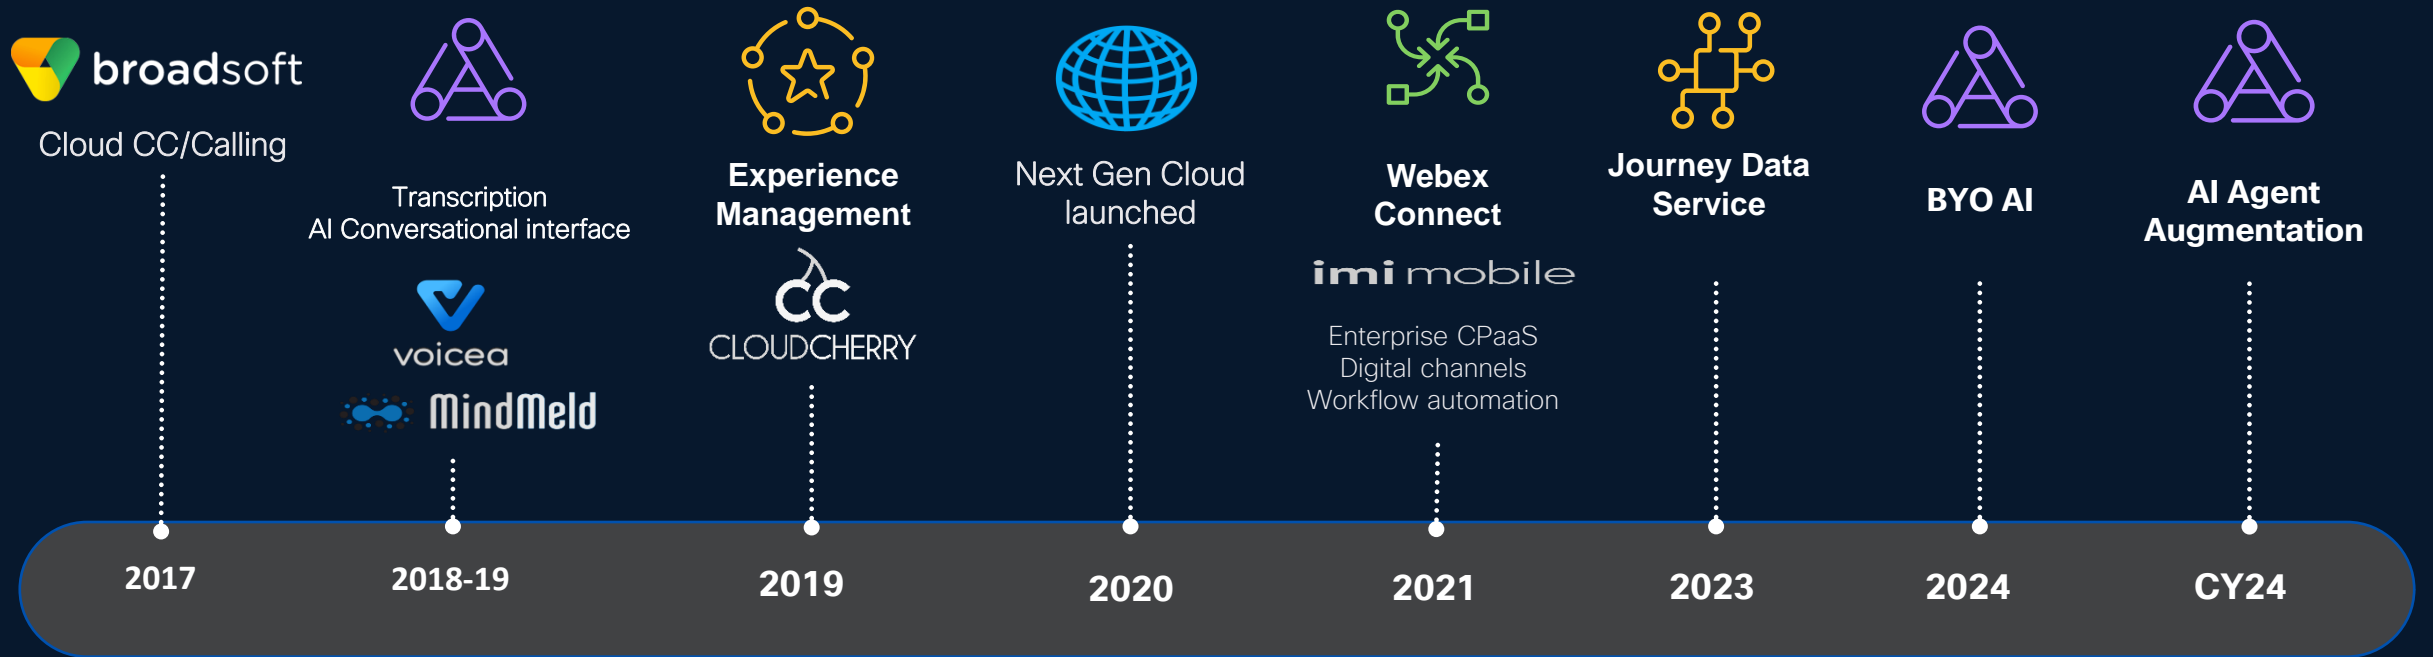 broadsoft
Cloud CC/Calling
2017
Transcription
AI Conversational interface
voicea
MindMeld
2018-19
Experience
Management
CC
CLOUDCHERRY
2019
Next Gen Cloud
launched
2020
Webex
Connect
imi mobile
Enterprise CPaaS
Digital channels
Workflow automation
2021
Journey Data
Service
2023
BYO AI
2024
AI Agent
Augmentation
CY24